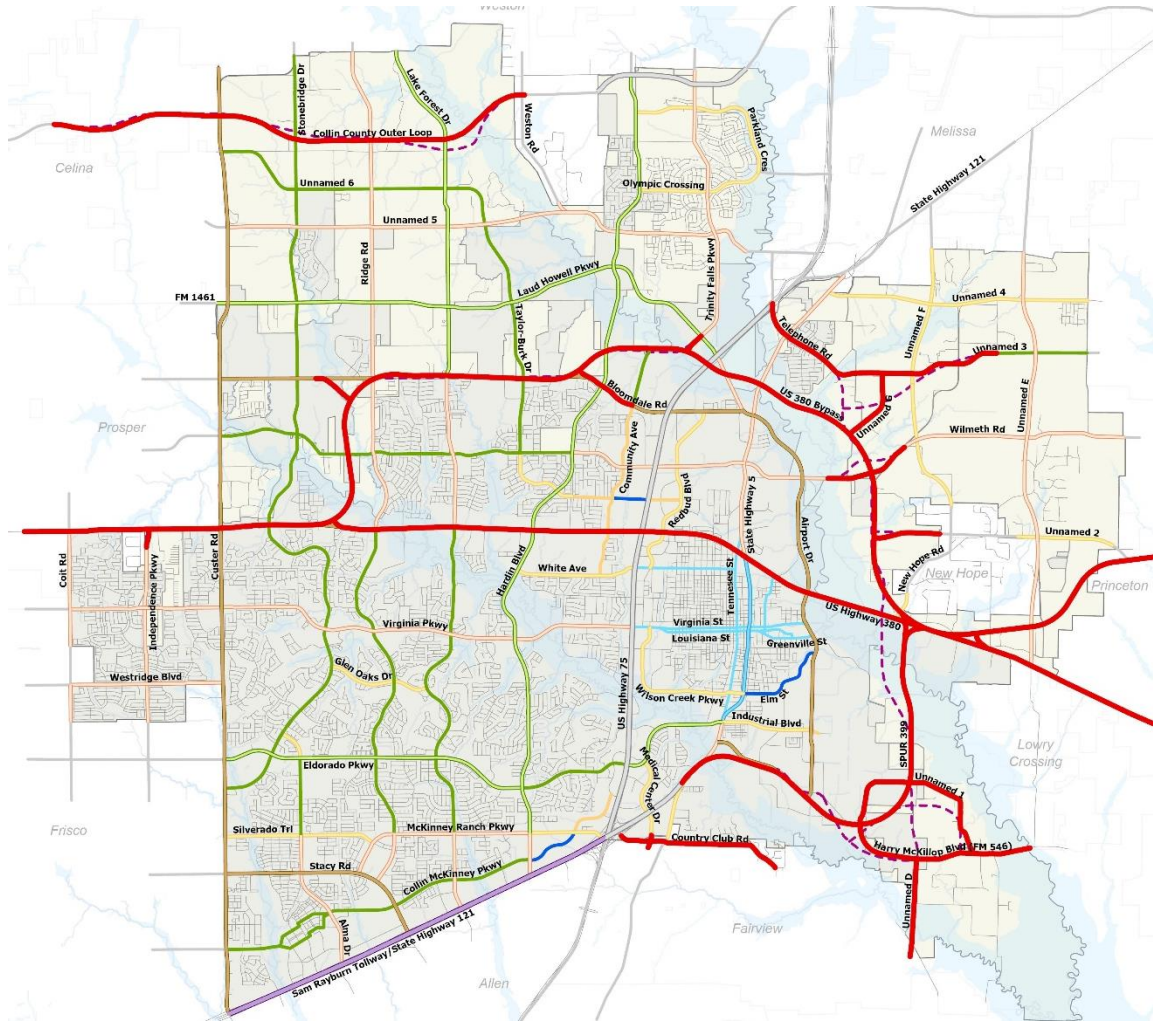 Weston
Stonebridge Dr
Lake Forest Dr
Collin County Outer Loop
Weston Rd
Parkland Cres
Melissa
State Highway 121
Celina
Unnamed 6
Olympic Crossing
Unnamed 5
Ridge Rd
Trinity Falls Pkwy
Laud Howell Pkwy
FM 1461
Taylor-Burk Dr
Telephone Rd
Unnamed F
Unnamed 4
Unnamed 3
Bloomdale Rd
US 380 Bypass
Unnamed G
Unnamed E
Prosper
Community Ave
Wilmeth Rd
Redbud Blvd
State Highway 5
Airport Dr
Coit Rd
Independence Pkwy
Custer Rd
Hardin Blvd
White Ave
Tennesee St
New Hope Rd
Unnamed 2
New Hope
Princeton
US Highway 380
Virginia Pkwy
Virginia St
Louisiana St
Greenville St
Westridge Blvd
Glen Oaks Dr
US Highway 75
Wilson Creek Pkwy
Elm St
Industrial Blvd
SPUR 399
Lowry
Crossing
Eldorado Pkwy
Medical Center Dr
Unnamed 1
Frisco
Silverado Trl
McKinney Ranch Pkwy
Country Club Rd
Harry McKillop Blvd (FM 546)
Stacy Rd
Collin McKinney Pkwy
Unnamed D
Alma Dr
Sam Rayburn Tollway/State Highway 121
Fairview
Allen